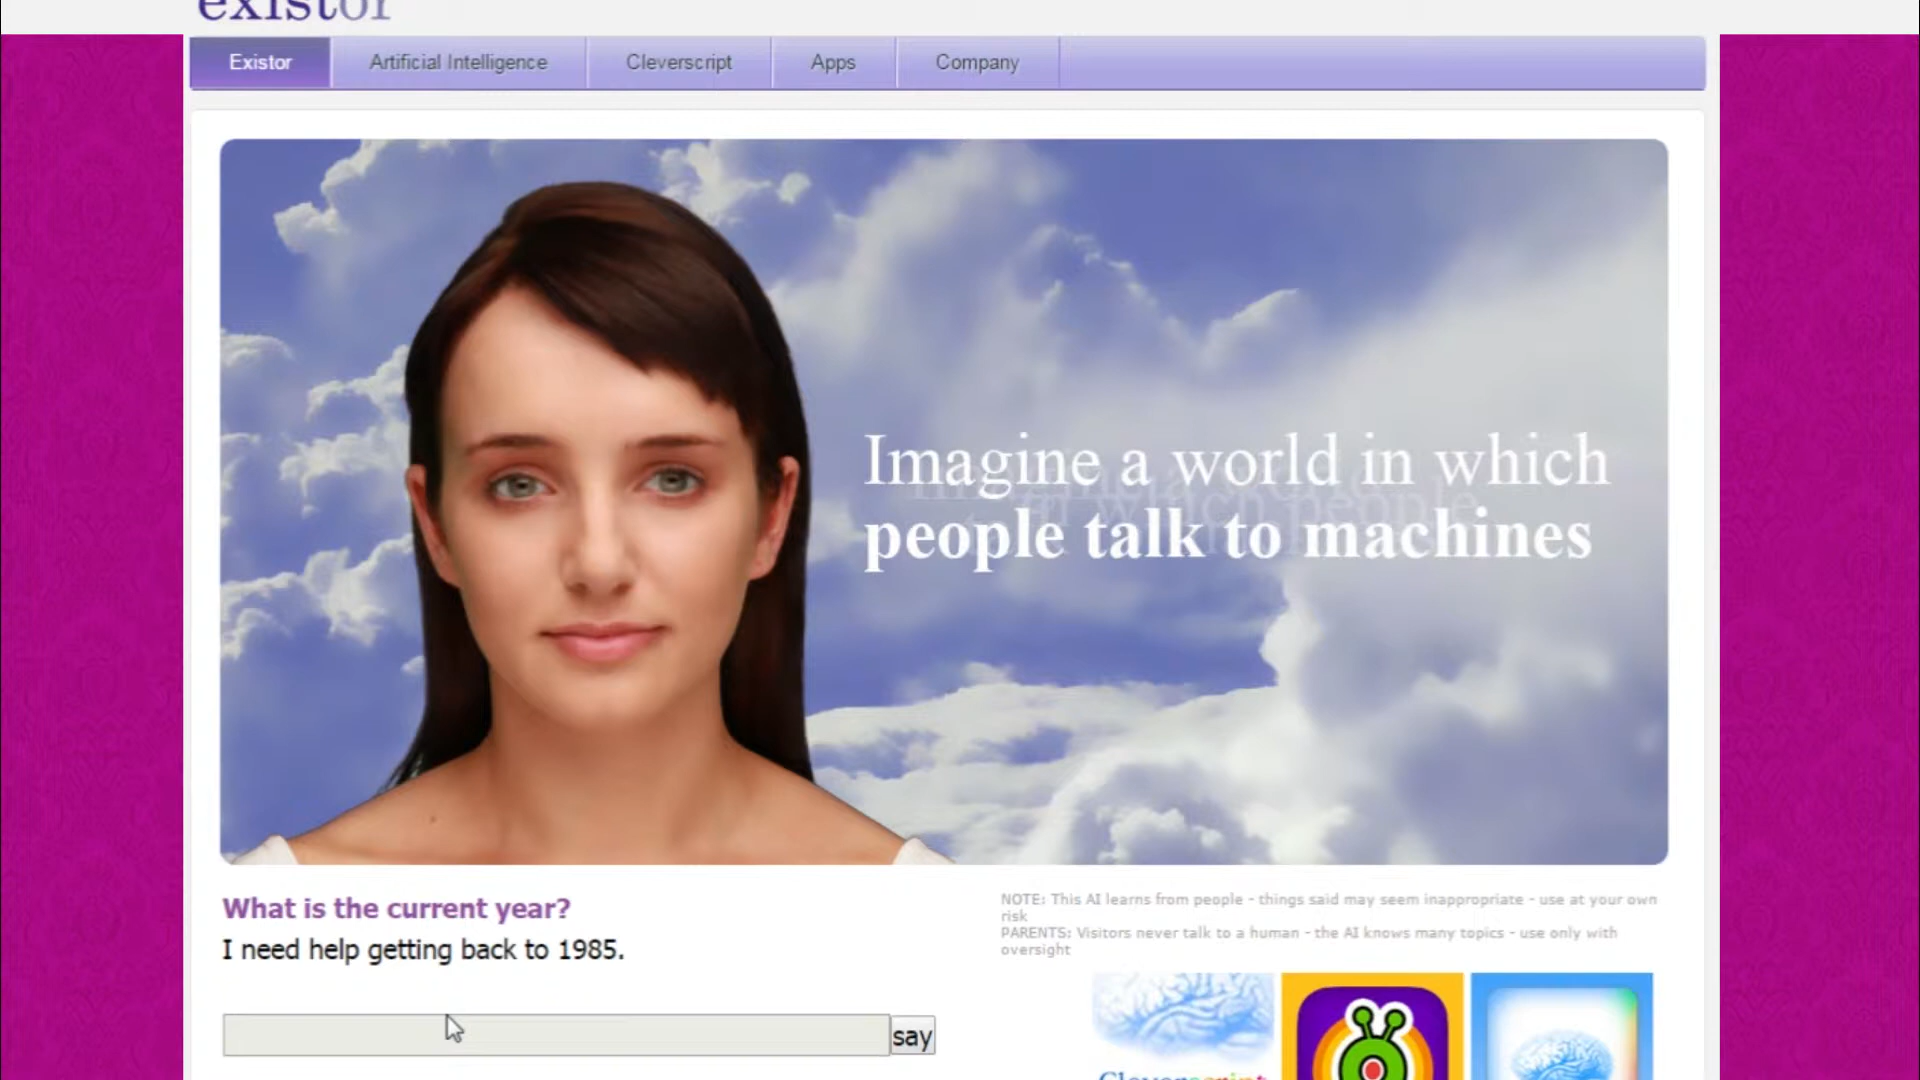 existor
Existor
Artificial Intelligence
Cleverscript
Apps
Company
Imagine a world in which
people talk to machines
What is the current year?
I need help getting back to 1985.
say
NOTE: This AI learns from people - things said may seem inappropriate - use at your own
risk
PARENTS: Visitors never talk to a human - the AI knows many topics - use only with
oversight
Cleverscript